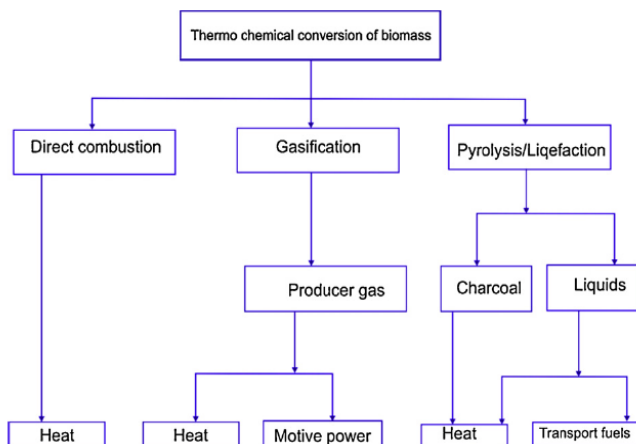 Thermo chemical conversion of biomass
Direct combustion
Gasification
Pyrolysis/Liqefaction
Producer gas
Charcoal
Liquids
Heat
Heat
Motive power
Heat
Transport fuels